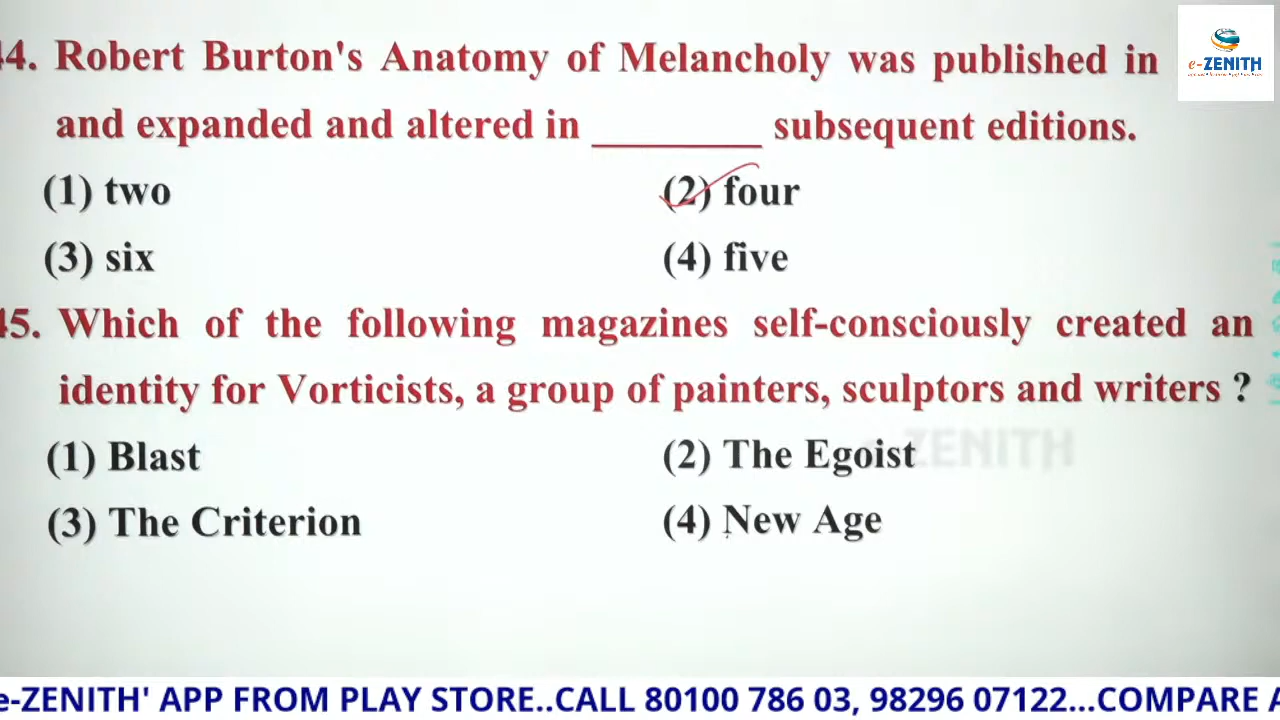 44. Robert Burton's Anatomy of Melancholy was published in
and expanded and altered in ________ subsequent editions.
(1) two (2) four
(3) six (4) five
45. Which of the following magazines self-consciously created an
identity for Vorticists, a group of painters, sculptors and writers ?
(1) Blast (2) The Egoist
(3) The Criterion (4) New Age
e-ZENITH
ZENITH
e-ZENITH' APP FROM PLAY STORE..CALL 80100 786 03, 98296 07122...COMPARE A